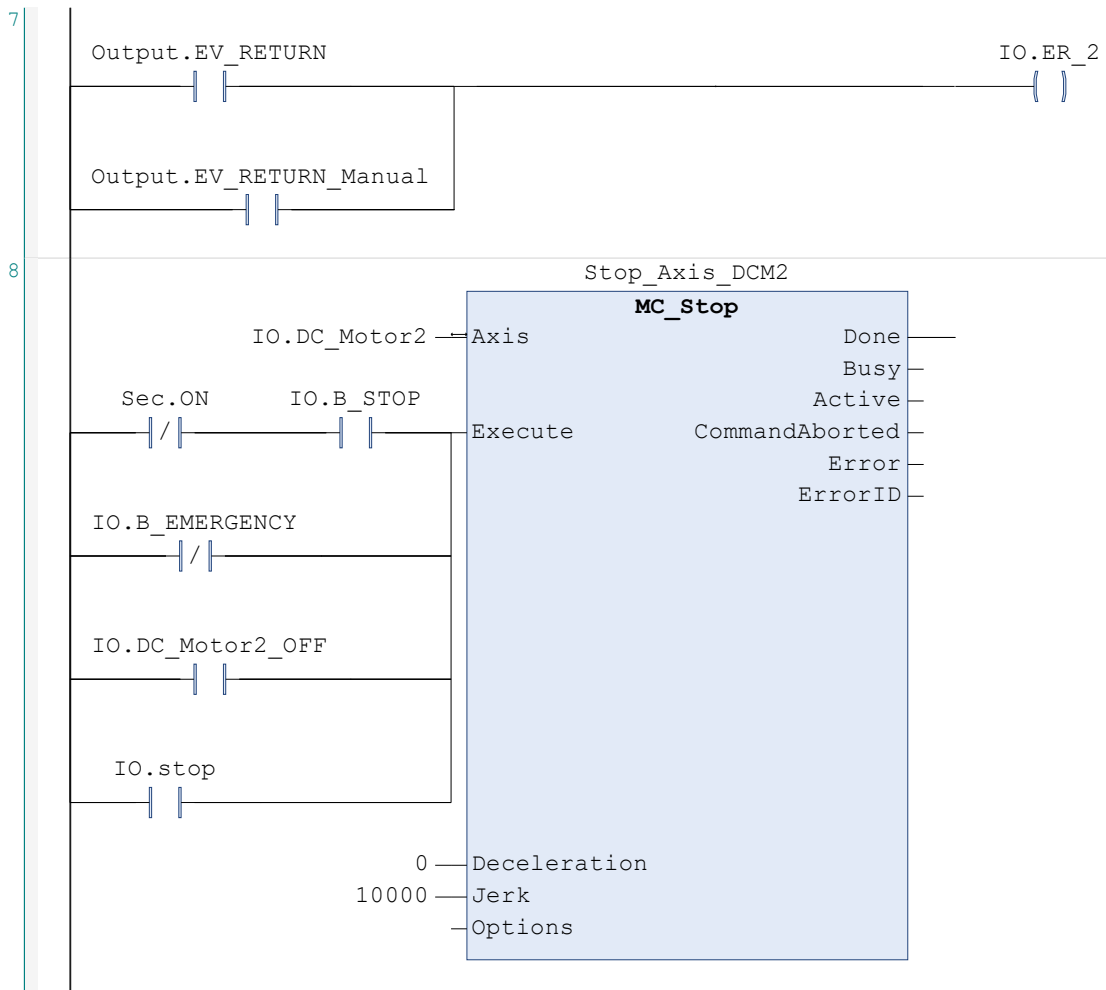 7
Output.EV_RETURN IO.ER_2
Output.EV_RETURN_Manual
8
Stop_Axis_DCM2
MC_Stop
IO.DC_Motor2 Axis Done
Busy
Sec.ON IO.B_STOP Active
Execute CommandAborted
Error
ErrorID
IO.B_EMERGENCY
IO.DC_Motor2_OFF
IO.stop
0 Deceleration
10000 Jerk
Options